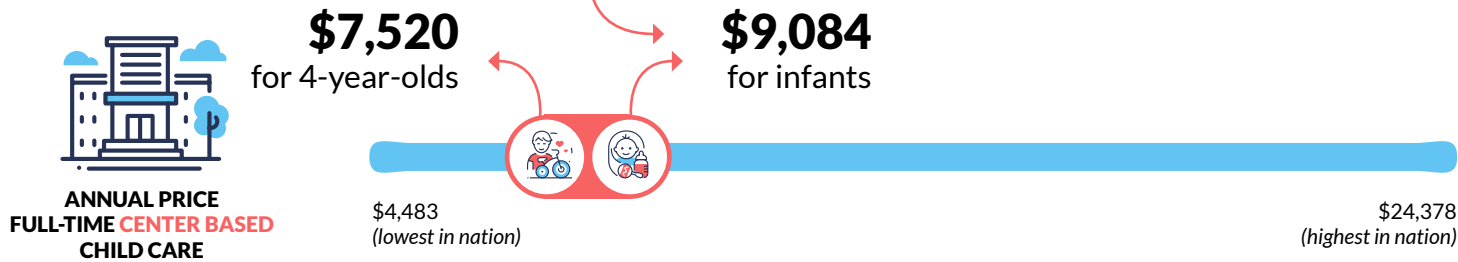 $7,520
for 4-year-olds
$9,084
for infants
ANNUAL PRICE
FULL-TIME CENTER BASED
CHILD CARE
$4,483
(lowest in nation)
$24,378
(highest in nation)